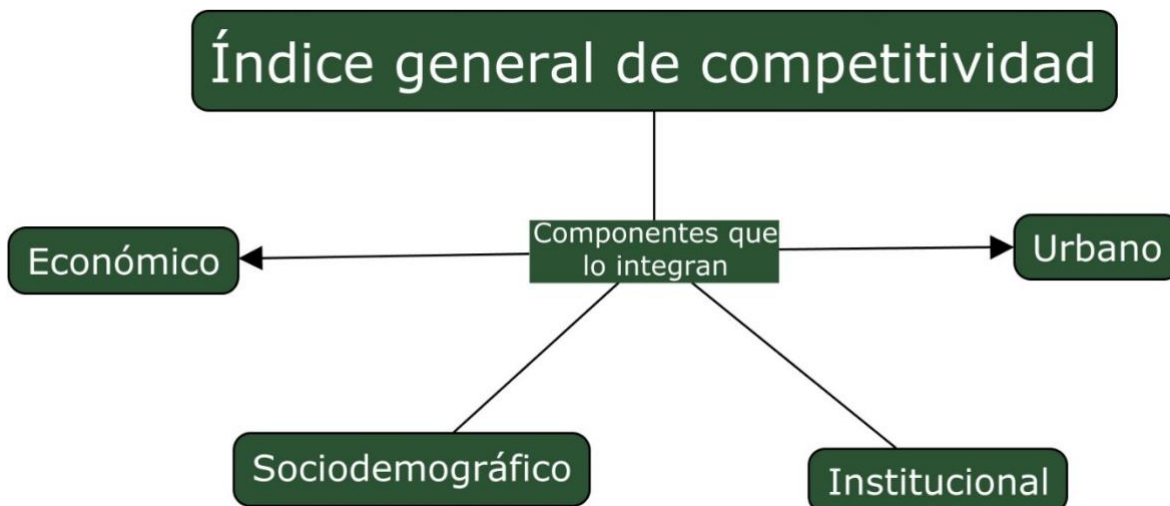 Índice general de competitividad
Componentes que
lo integran
Económico
Urbano
Sociodemográfico
Institucional